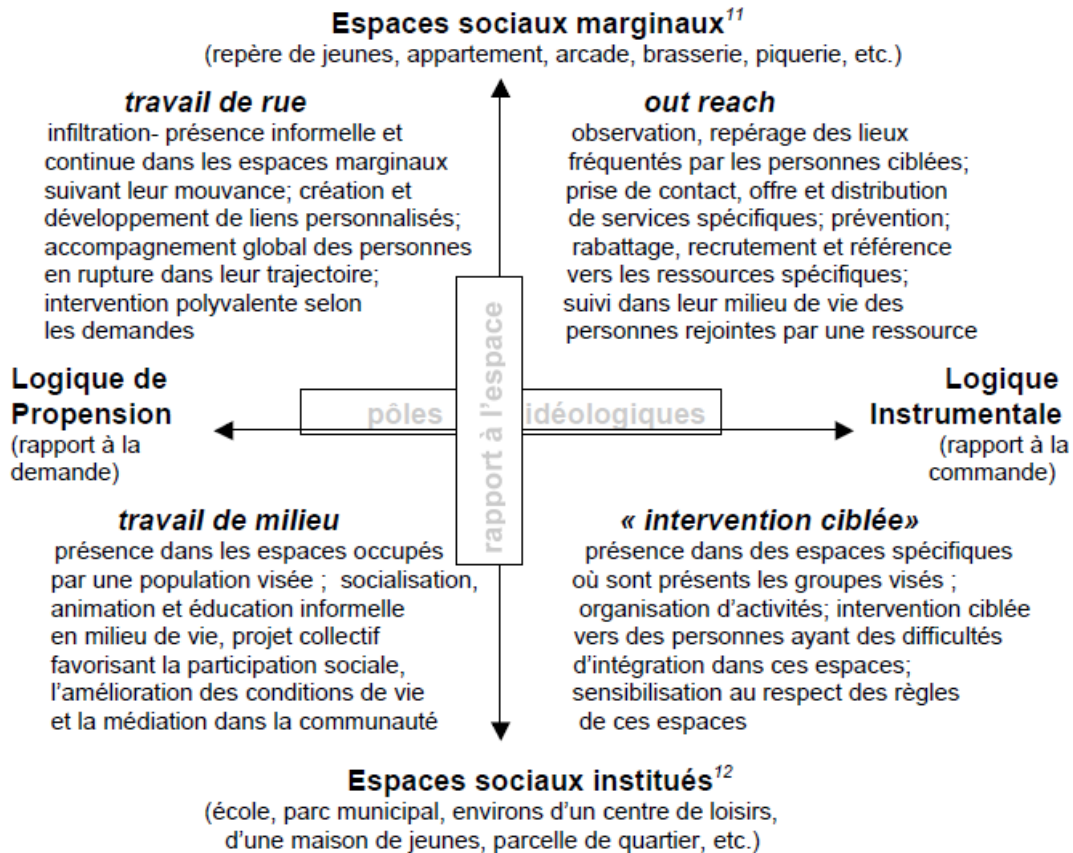 Espaces sociaux marginaux11
(repère de jeunes, appartement, arcade, brasserie, piquerie, etc.)
travail de rue
infiltration- présence informelle et
continue dans les espaces marginaux
suivant leur mouvance; création et
développement de liens personnalisés;
accompagnement global des personnes
en rupture dans leur trajectoire;
intervention polyvalente selon
les demandes
out reach
observation, repérage des lieux
fréquentés par les personnes ciblées;
prise de contact, offre et distribution
de services spécifiques; prévention;
rabattage, recrutement et référence
vers les ressources spécifiques;
suivi dans leur milieu de vie des
personnes rejointes par une ressource
Logique de
Propension
(rapport à la
demande)
pôles idéologiques
rapport à l'espace
Logique
Instrumentale
(rapport à la
commande)
travail de milieu
présence dans les espaces occupés
par une population visée ; socialisation,
animation et éducation informelle
en milieu de vie, projet collectif
favorisant la participation sociale,
l'amélioration des conditions de vie
et la médiation dans la communauté
« intervention ciblée»
présence dans des espaces spécifiques
où sont présents les groupes visés ;
organisation d'activités; intervention ciblée
vers des personnes ayant des difficultés
d'intégration dans ces espaces;
sensibilisation au respect des règles
de ces espaces
Espaces sociaux institués12
(école, parc municipal, environs d'un centre de loisirs,
d'une maison de jeunes, parcelle de quartier, etc.)